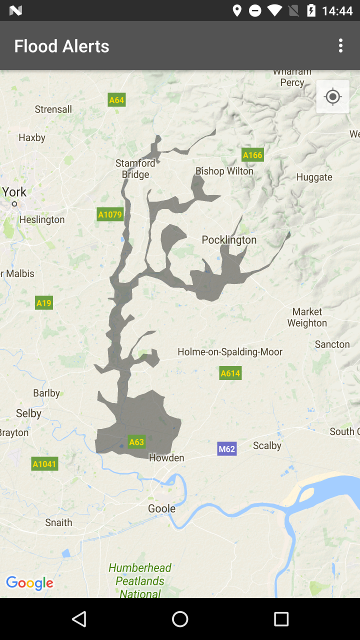 14:44
Flood Alerts
Wharram
Percy
A64
Strensall
Haxby
We
Stamford
Bridge
A166
Bishop Wilton
Huggate
York
Heslington
A1079
Pocklington
r Malbis
A19
Market
Weighton
Sancton
Holme-on-Spalding-Moor
A614
Barlby
Selby
Brayton
A63
M62
Scalby
South C
Howden
A1041
Goole
Snaith
Humberhead
Peatlands
National
Google